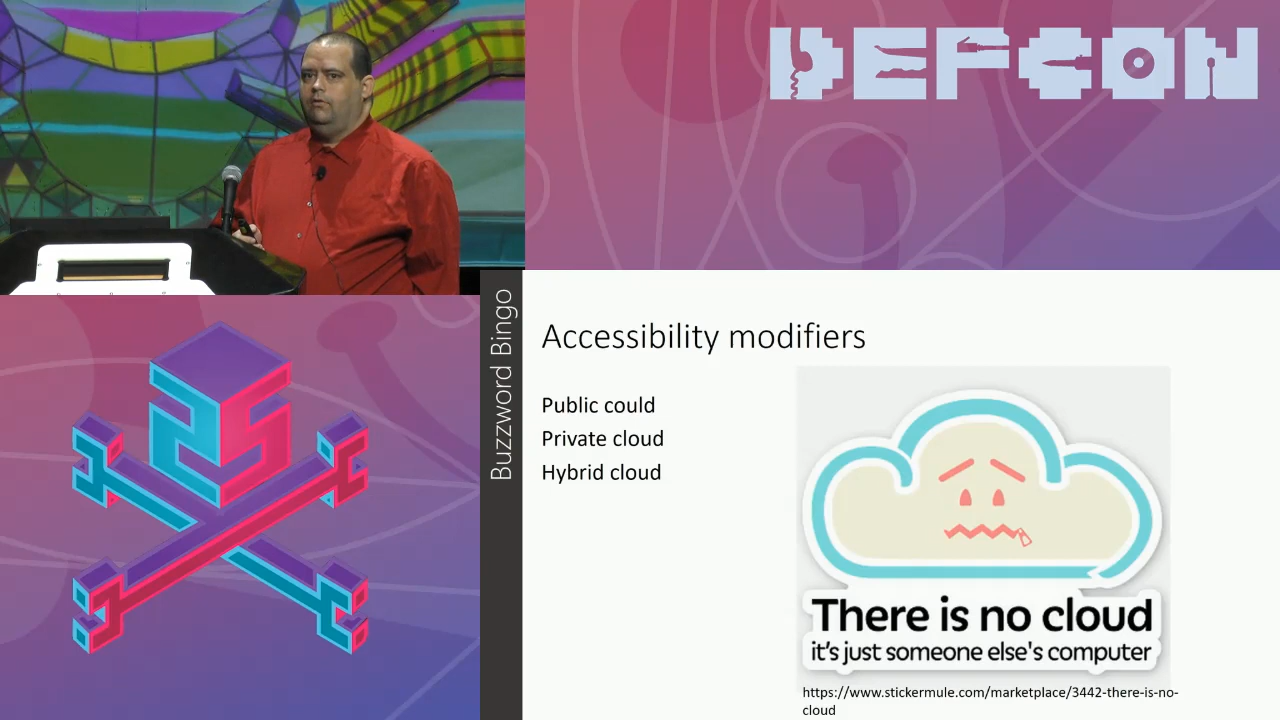 DEFCON
Buzzword Bingo
Accessibility modifiers
Public could
Private cloud
Hybrid cloud
There is no cloud
it's just someone else's computer
https://www.stickermule.com/marketplace/3442-there-is-no-
cloud